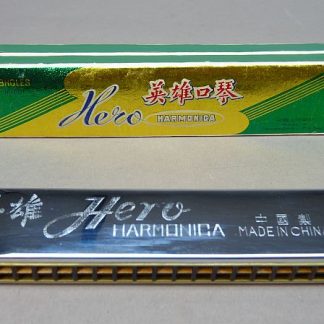 英雄口琴
Hero
HARMONICA
雄 Hero
HARMONICA
中國製
MADE IN CHINA